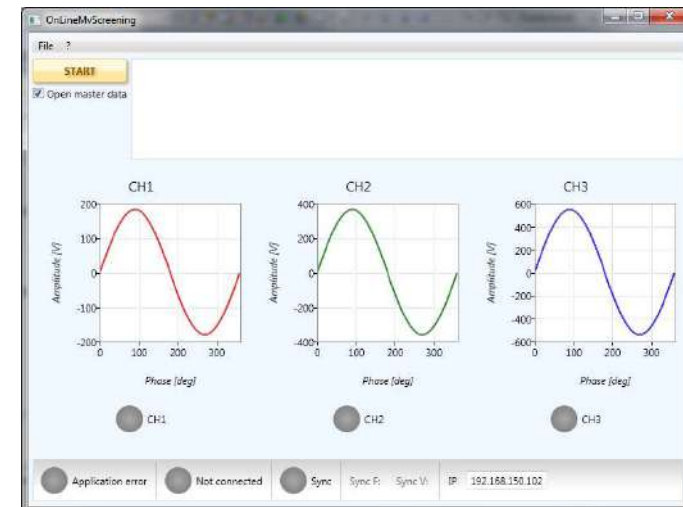 OnLineMvScreening
File ?
START
Open master data
CH1 CH2 CH3
200 400 600
400
100 200 200
0 0 0
-200
-100 -200 -400
-200 -400 -600
0 100 200 300 0 100 200 300 0 100 200 300
Amplitude [V] Amplitude [V] Amplitude [V]
Phase [deg] Phase [deg] Phase [deg]
CH1 CH2 CH3
Application error Not connected Sync Sync F: Sync V: IP 192.168.150.102